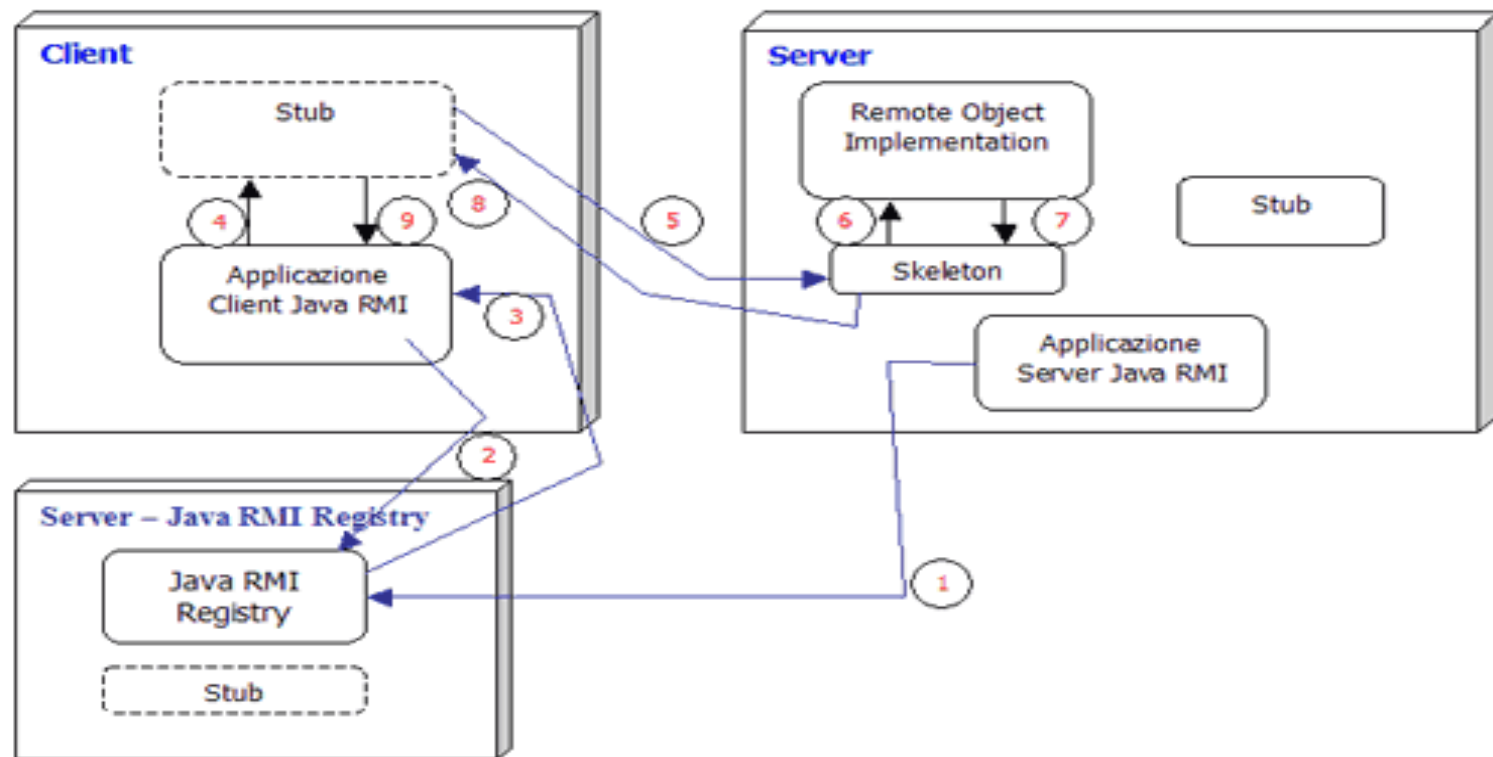 Client
Stub
4
9
8
Applicazione
Client Java RMI
3
2
5
Server
Remote Object
Implementation
6
7
Stub
Skeleton
Applicazione
Server Java RMI
Server – Java RMI Registry
Java RMI
Registry
1
Stub